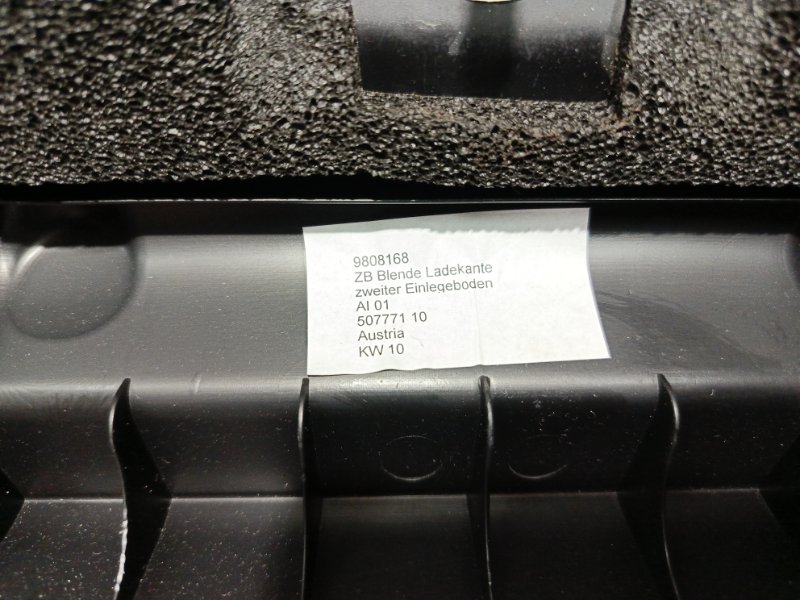 9808168
ZB Blende Ladekante
zweiter Einlegeboden
AI 01
507771 10
Austria
KW 10